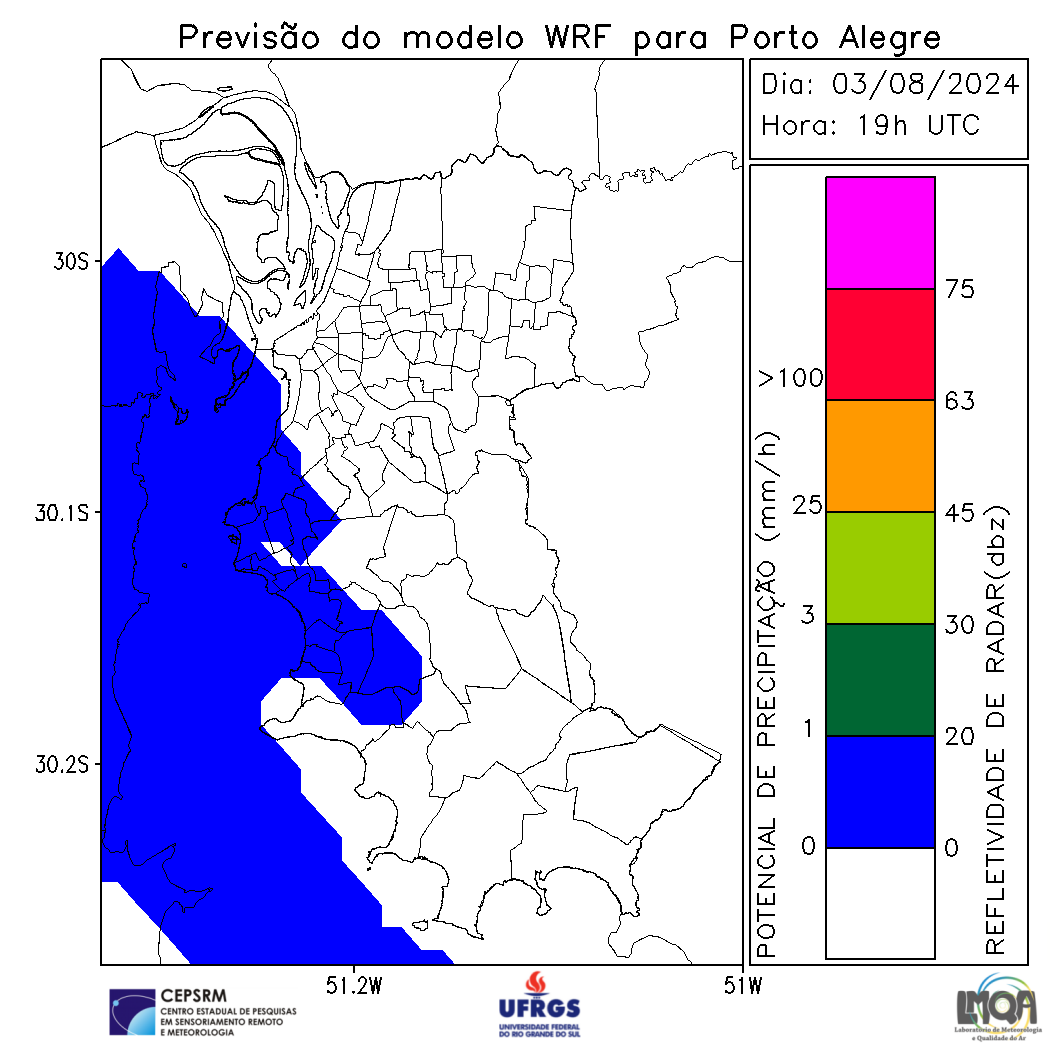 Previsão do modelo WRF para Porto Alegre
Dia: 03/08/2024
Hora: 19h UTC
30S
30.1S
30.2S
51.2W
51W
POTENCIAL DE PRECIPITAÇÃO (mm/h)
>100
25
3
1
0
75
63
45
30
20
0
REFLETIVIDADE DE RADAR(dbz)
CEPSRM
CENTRO ESTADUAL DE PESQUISAS
EM SENSORIAMENTO REMOTO
E METEOROLOGIA
UFRGS
UNIVERSIDADE FEDERAL
DO RIO GRANDE DO SUL
LMQA
Laboratório de Meteorologia
e Qualidade do Ar